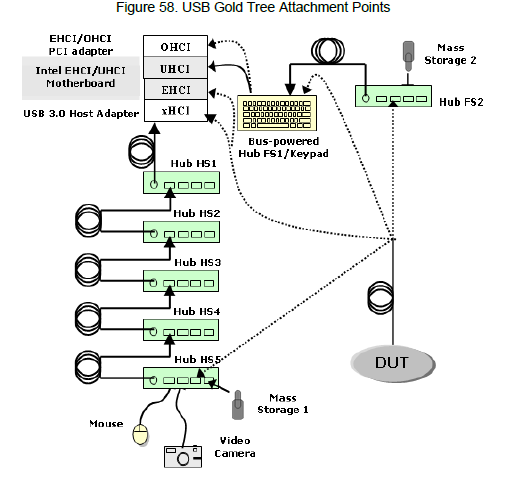 Figure 58. USB Gold Tree Attachment Points
EHCI/OHCI
PCI adapter
Intel EHCI/UHCI
Motherboard
USB 3.0 Host Adapter
OHCI
UHCI
EHCI
xHCI
Mass
Storage 2
Hub FS2
Bus-powered
Hub FS1/Keypad
Hub HS1
Hub HS2
Hub HS3
Hub HS4
Hub HS5
DUT
Mass
Storage 1
Mouse
Video
Camera